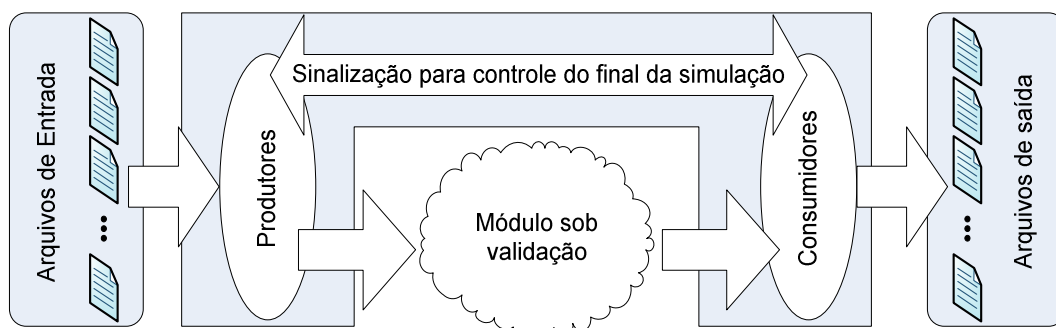 Arquivos de Entrada
...
Produtores
Sinalização para controle do final da simulação
Módulo sob
validação
Consumidores
...
Arquivos de saída